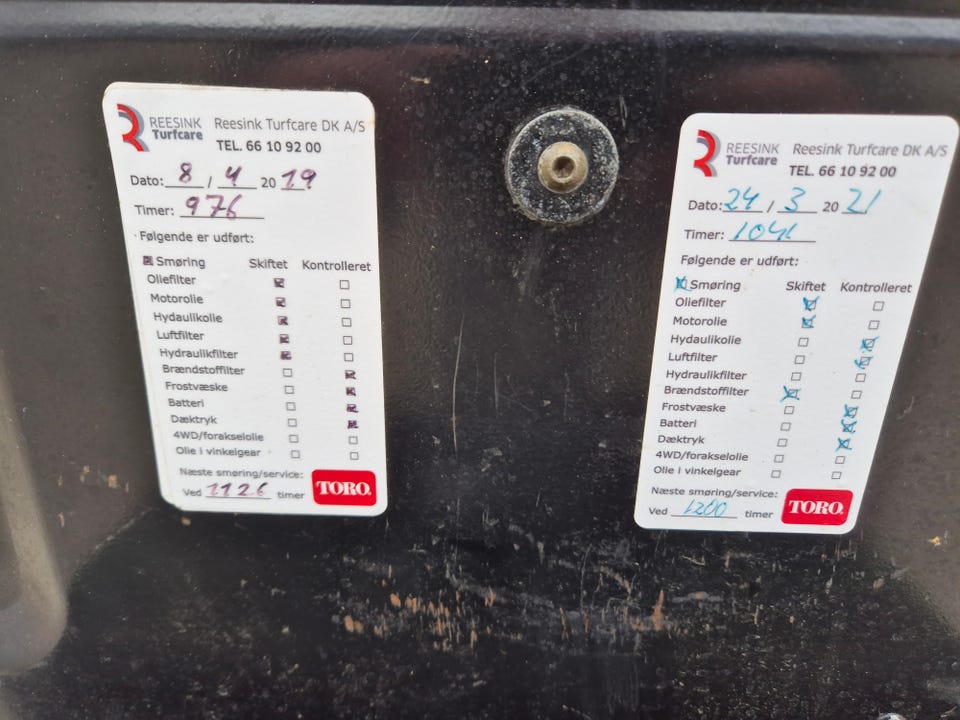 REESINK Turfcare Reesink Turfcare DK A/S
TEL. 66 10 92 00
Dato: 8 / 4 20 19
Timer: 976
Følgende er udført:
Smøring Skiftet Kontrolleret
Oliefilter
Motorolie
Hydaulikolie
Luftfilter
Hydraulikfilter
Brændstoffilter
Frostvæske
Batteri
Dæktryk
4WD/forakselolie
Olie i vinkelgear
Næste smøring/service:
Ved 1126 timer TORO.
REESINK Turfcare Reesink Turfcare DK A/S
TEL. 66 10 92 00
Dato: 24 / 3 20 21
Timer:
Følgende er udført:
Smøring Skiftet Kontrolleret
Oliefilter
Motorolie
Hydaulikolie
Luftfilter
Hydraulikfilter
Brændstoffilter
Frostvæske
Batteri
Dæktryk
4WD/forakselolie
Olie i vinkelgear
Næste smøring/service:
Ved 1200 timer TORO.